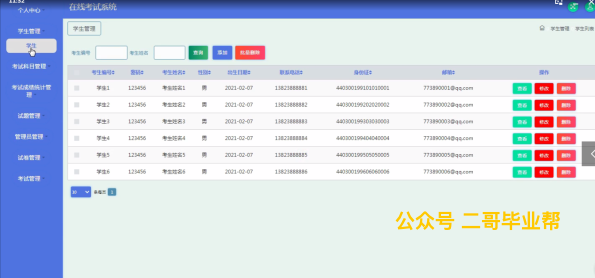 11:52
在线考试系统
个人中心
学生管理
学生
考试科目管理
考试成绩统计管理
试题管理
管理员管理
试卷管理
考试管理
学生管理
学生管理 学生列表
考生编号 考生姓名 查询 添加 批量删除
考生编号 密码 考生姓名 性别 出生日期 联系电话 身份证 邮箱 操作
学生1 123456 考生姓名1 男 2021-02-07 13823888881 440300199101010001 773890001@qq.com 查看 修改 删除
学生2 123456 考生姓名2 男 2021-02-07 13823888882 440300199202020002 773890002@qq.com 查看 修改 删除
学生3 123456 考生姓名3 男 2021-02-07 13823888883 440300199303030003 773890003@qq.com 查看 修改 删除
学生4 123456 考生姓名4 男 2021-02-07 13823888884 440300199404040004 773890004@qq.com 查看 修改 删除
学生5 123456 考生姓名5 男 2021-02-07 13823888885 440300199505050005 773890005@qq.com 查看 修改 删除
学生6 123456 考生姓名6 男 2021-02-07 13823888886 440300199606060006 773890006@qq.com 查看 修改 删除
10 条每页 1
公众号 二哥毕业帮